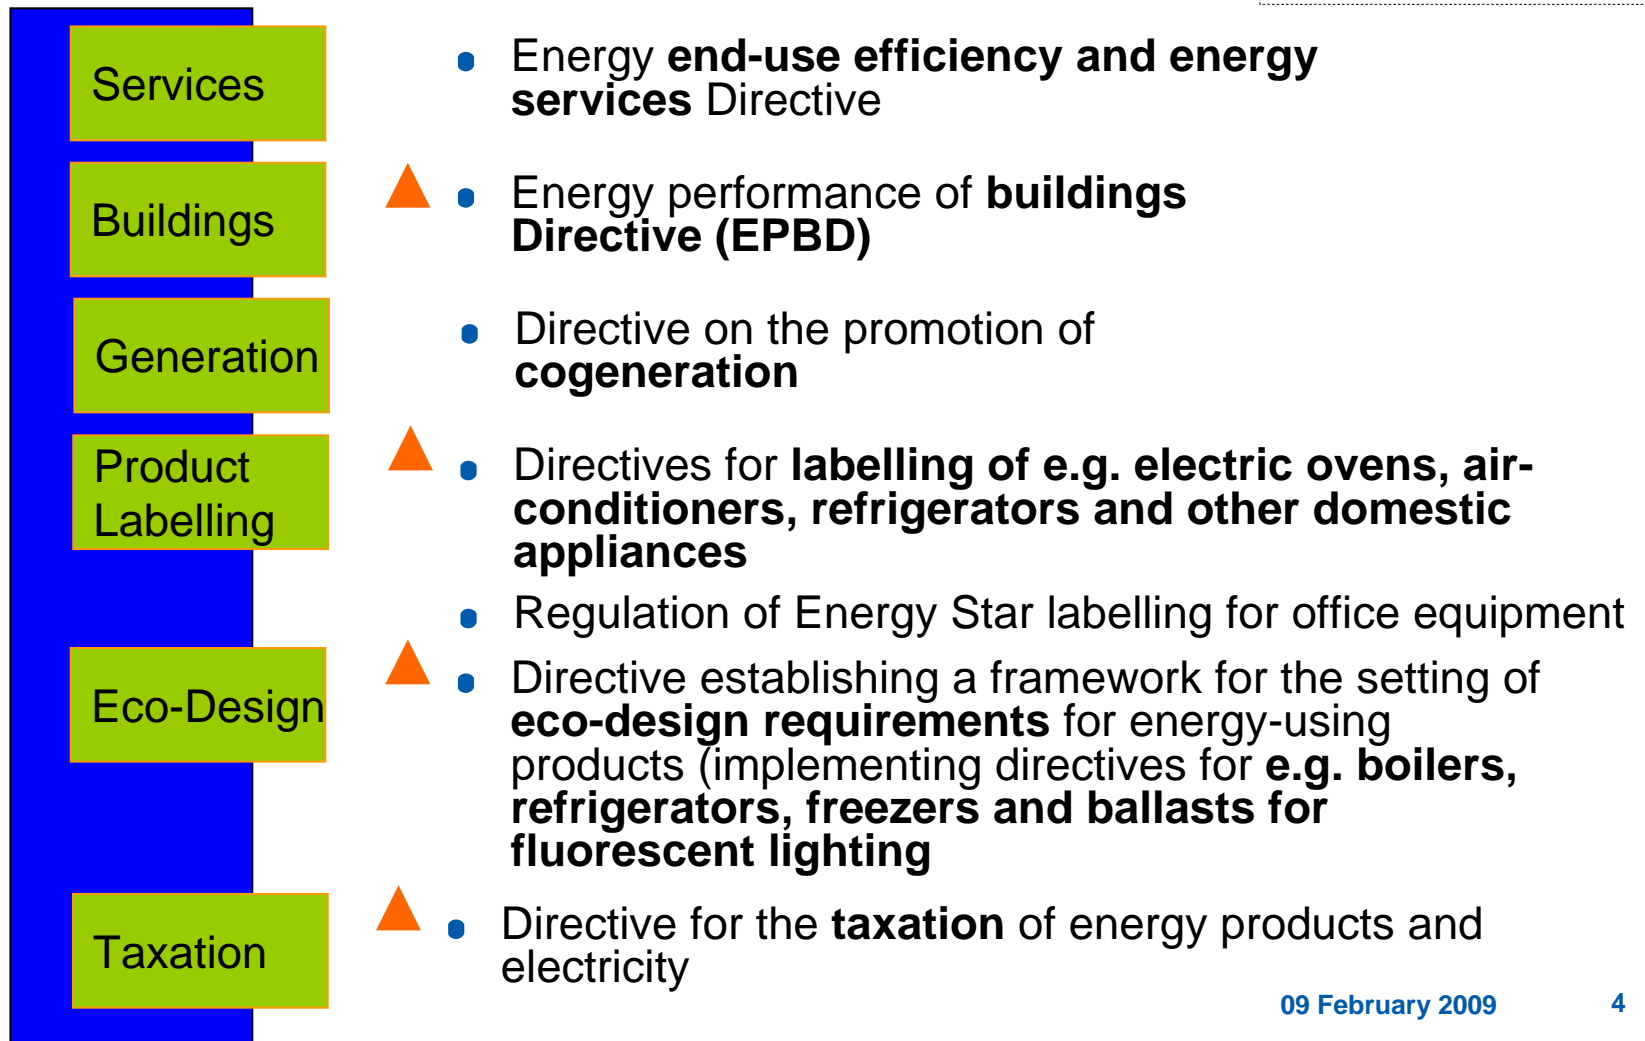 Services
Energy end-use efficiency and energy
services Directive
Buildings
Energy performance of buildings
Directive (EPBD)
Generation
Directive on the promotion of
cogeneration
Product
Labelling
Directives for labelling of e.g. electric ovens, air-
conditioners, refrigerators and other domestic
appliances
Regulation of Energy Star labelling for office equipment
Eco-Design
Directive establishing a framework for the setting of
eco-design requirements for energy-using
products (implementing directives for e.g. boilers,
refrigerators, freezers and ballasts for
fluorescent lighting
Taxation
Directive for the taxation of energy products and
electricity
09 February 2009 4